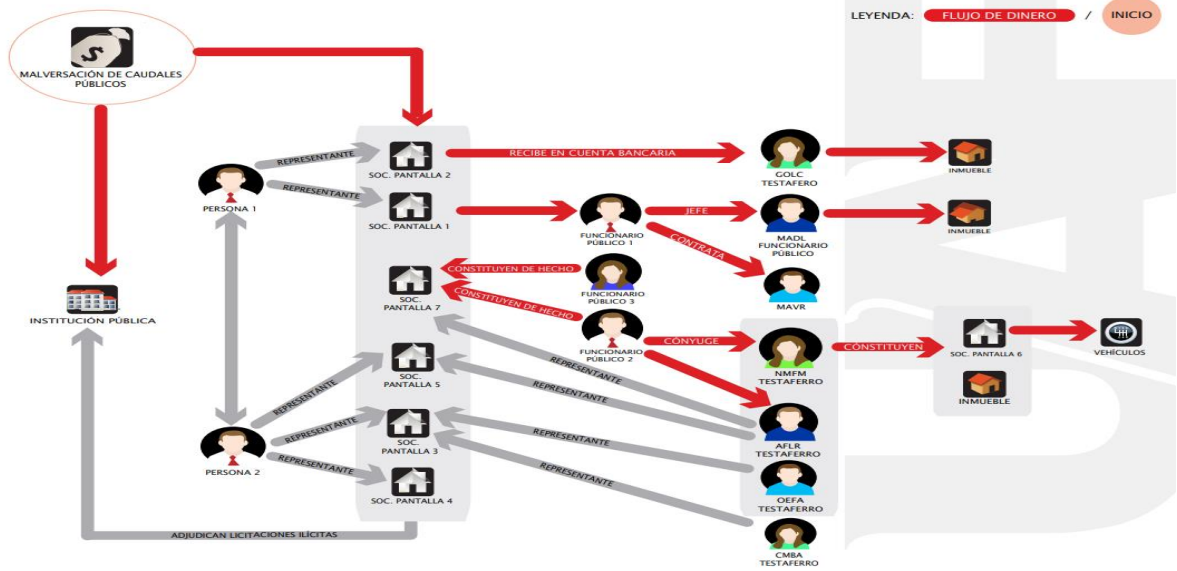 LEYENDA: FLUJO DE DINERO / INICIO
MALVERSACIÓN DE CAUDALES
PÚBLICOS
REPRESENTANTE
SOC. PANTALLA 2
RECIBE EN CUENTA BANCARIA
GOLC
TESTAFERO
INMUEBLE
PERSONA 1
REPRESENTANTE
SOC. PANTALLA 1
FUNCIONARIO
PÚBLICO 1
JEFE
MADL
FUNCIONARIO
PÚBLICO
INMUEBLE
CONTRATA
MAVR
CONSTITUYEN DE HECHO
FUNCIONARIO
PÚBLICO 3
SOC.
PANTALLA 7
CONSTITUYEN DE HECHO
FUNCIONARIO
PÚBLICO 2
INSTITUCIÓN PÚBLICA
CÓNYUGE
NMFM
TESTAFERRO
CONSTITUYEN
SOC. PANTALLA 6
VEHÍCULOS
INMUEBLE
REPRESENTANTE
SOC.
PANTALLA 5
REPRESENTANTE
REPRESENTANTE
AFLR
TESTAFERRO
PERSONA 2
REPRESENTANTE
SOC.
PANTALLA 3
REPRESENTANTE
OEFA
TESTAFERRO
REPRESENTANTE
SOC. PANTALLA 4
REPRESENTANTE
CMBA
TESTAFERRO
ADJUDICAN LICITACIONES ILÍCITAS